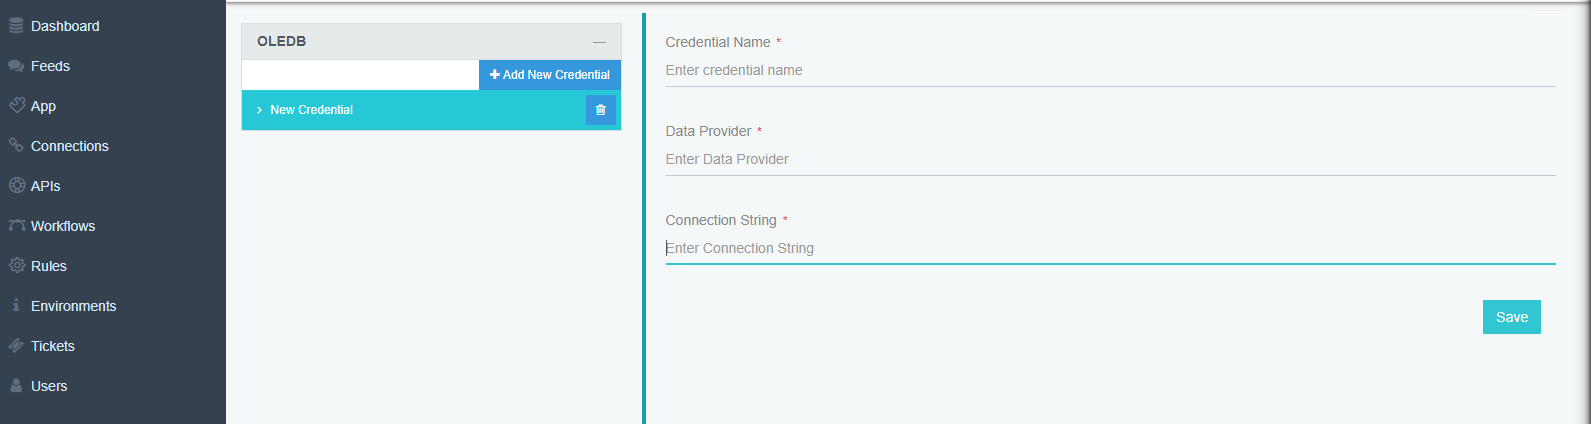 Dashboard
Feeds
App
Connections
APIs
Workflows
Rules
Environments
Tickets
Users
OLEDB
Add New Credential
New Credential
Credential Name *
Enter credential name
Data Provider *
Enter Data Provider
Connection String *
Enter Connection String
Save